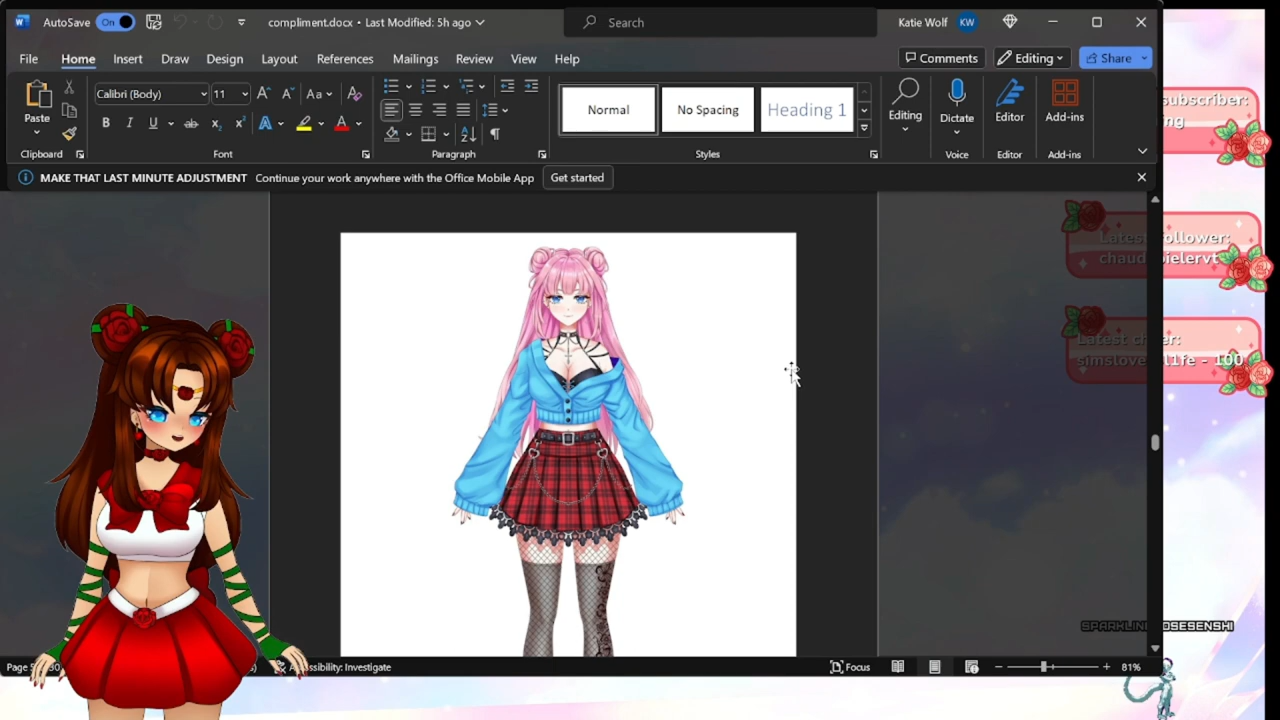 AutoSave On compliment.docx • Last Modified: 5h ago Search Katie Wolf KW
File Home Insert Draw Design Layout References Mailings Review View Help Comments Editing Share
Paste Calibri (Body) 11 Aa Normal No Spacing Heading 1 Editing Dictate Editor Add-ins
Clipboard Font Paragraph Styles Voice Editor Add-ins
MAKE THAT LAST MINUTE ADJUSTMENT Continue your work anywhere with the Office Mobile App Get started
subscriber:
Latest follower:
Latest cheer:
Accessibility: Investigate Focus 81%